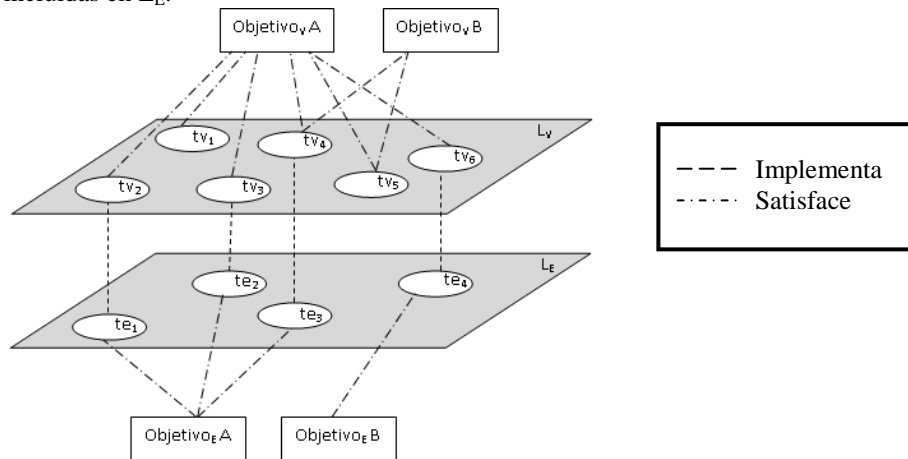 incluidas en L_E.
Objetivo_V A
Objetivo_V B
L_V
tv_1
tv_4
tv_6
tv_2
tv_3
tv_5
Implementa
Satisface
L_E
te_2
te_4
te_1
te_3
Objetivo_E A
Objetivo_E B